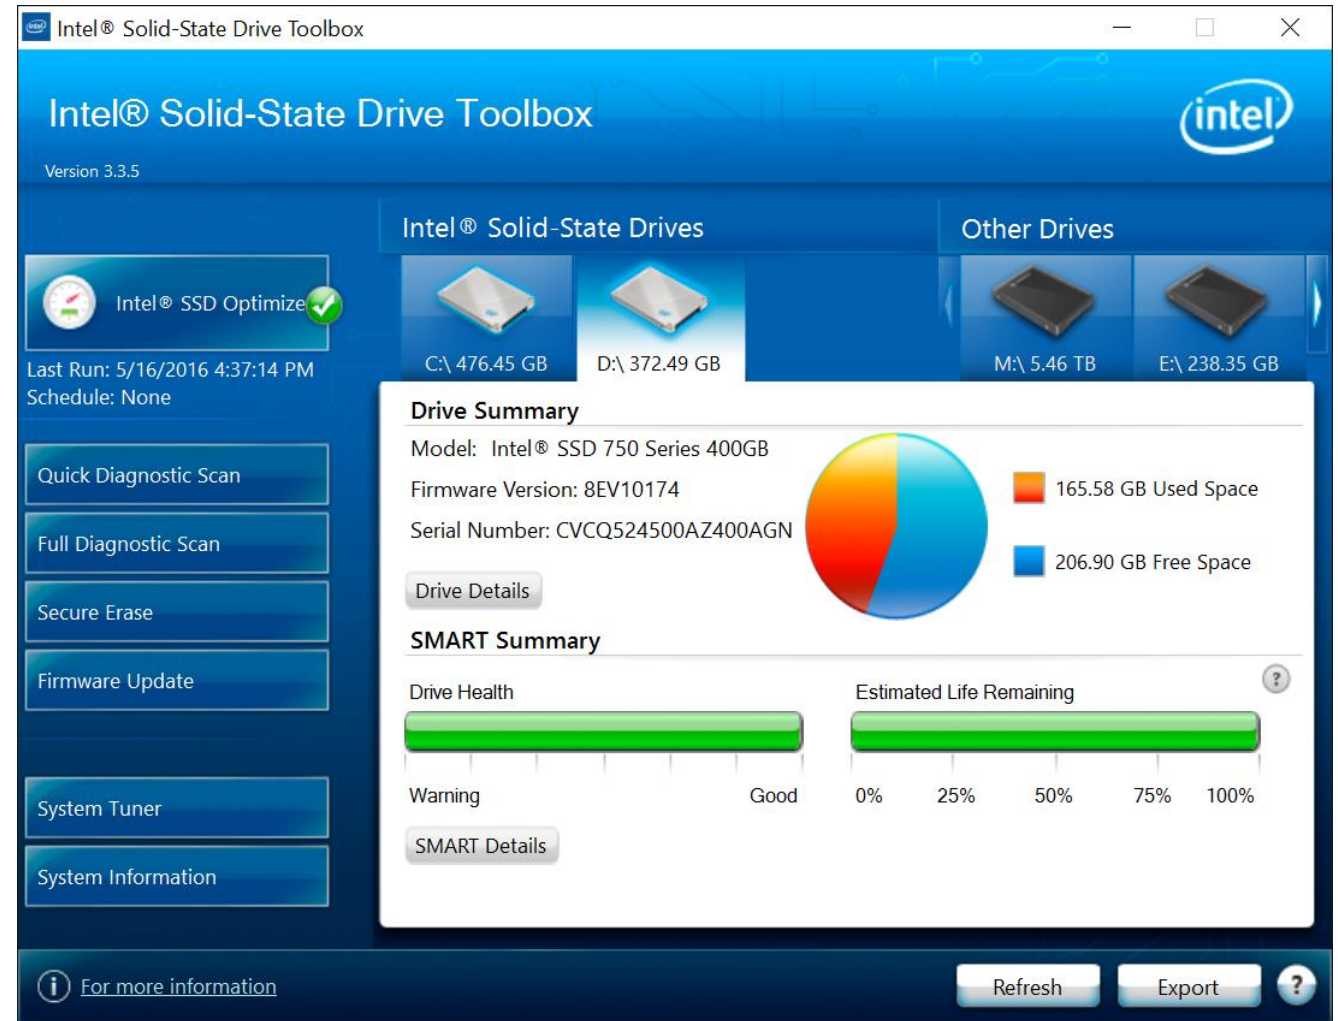 Intel® Solid-State Drive Toolbox
Intel® Solid-State Drive Toolbox
intel
Version 3.3.5
Intel® Solid-State Drives
Other Drives
Intel® SSD Optimize
Last Run: 5/16/2016 4:37:14 PM
Schedule: None
C:\ 476.45 GB
D:\ 372.49 GB
M:\ 5.46 TB
E:\ 238.35 GB
Quick Diagnostic Scan
Full Diagnostic Scan
Secure Erase
Firmware Update
System Tuner
System Information
Drive Summary
Model: Intel® SSD 750 Series 400GB
Firmware Version: 8EV10174
Serial Number: CVCQ524500AZ400AGN
165.58 GB Used Space
206.90 GB Free Space
Drive Details
SMART Summary
Drive Health
Estimated Life Remaining
?
Warning Good
0% 25% 50% 75% 100%
SMART Details
For more information
Refresh
Export
?